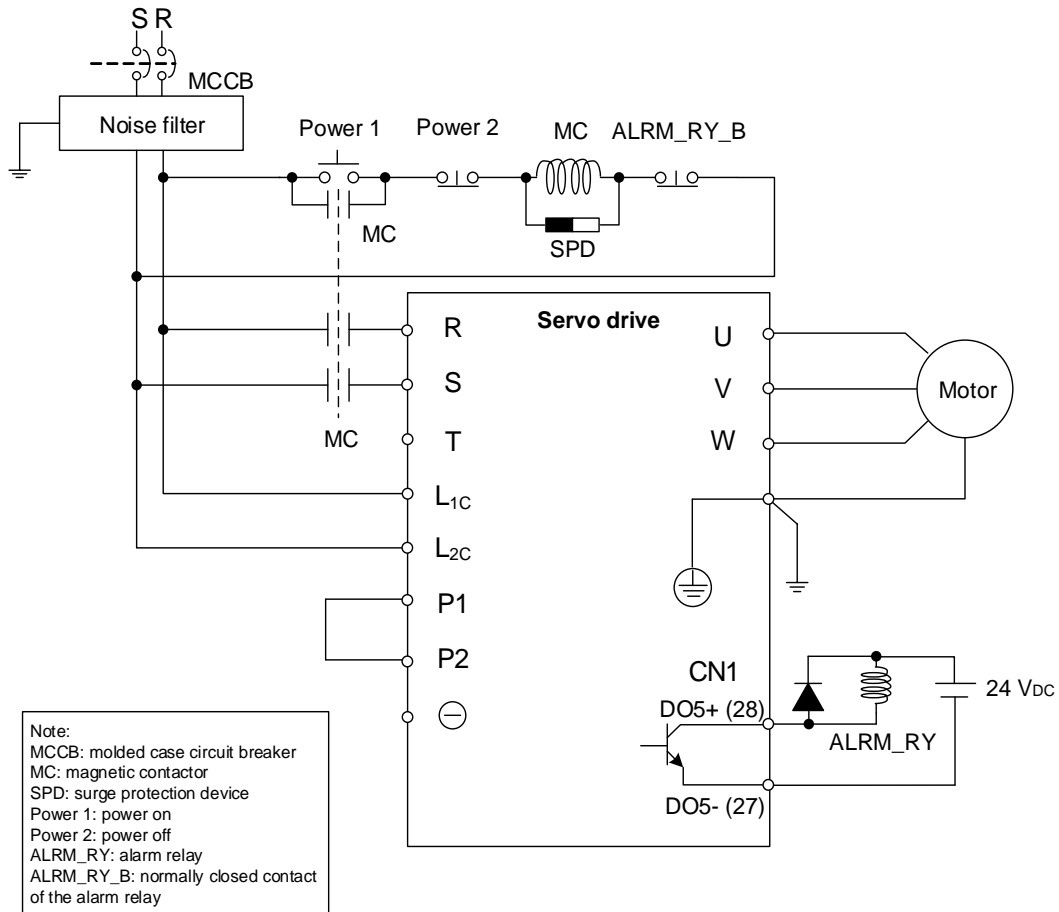 S R
MCCB
Noise filter
Power 1
Power 2
MC
ALRM_RY_B
MC
SPD
Servo drive
R
S
T
MC
L1C
L2C
P1
P2
U
V
W
Motor
CN1
DO5+ (28)
DO5- (27)
ALRM_RY
24 VDC
Note:
MCCB: molded case circuit breaker
MC: magnetic contactor
SPD: surge protection device
Power 1: power on
Power 2: power off
ALRM_RY: alarm relay
ALRM_RY_B: normally closed contact
of the alarm relay